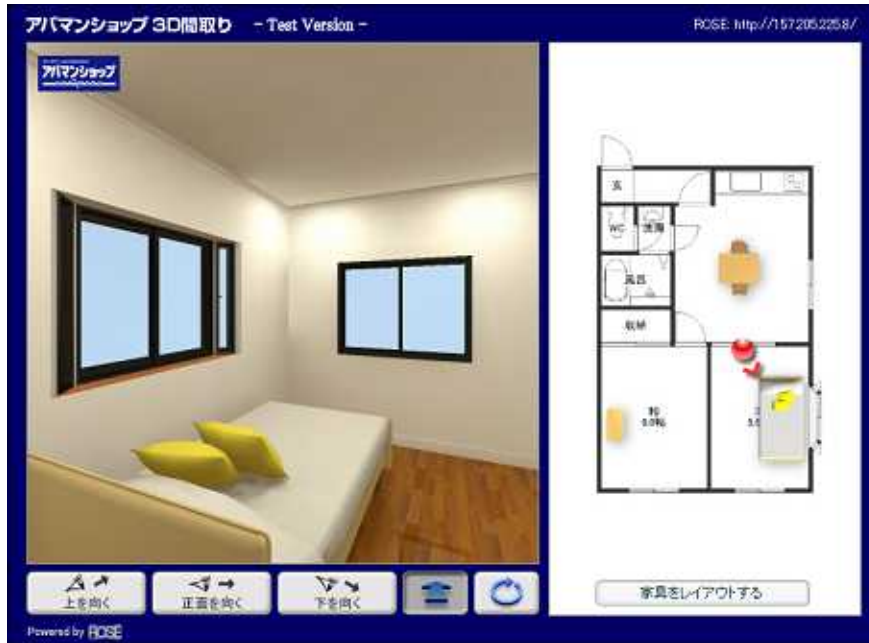 アパマンショップ 3D間取り - Test Version -
ROSE: http://157.205.225.8/
アパマンショップ
玄
WC
洗面
風呂
収納
和
6.0帖
上を向く
正面を向く
下を向く
家具をレイアウトする
Powered by ROSE